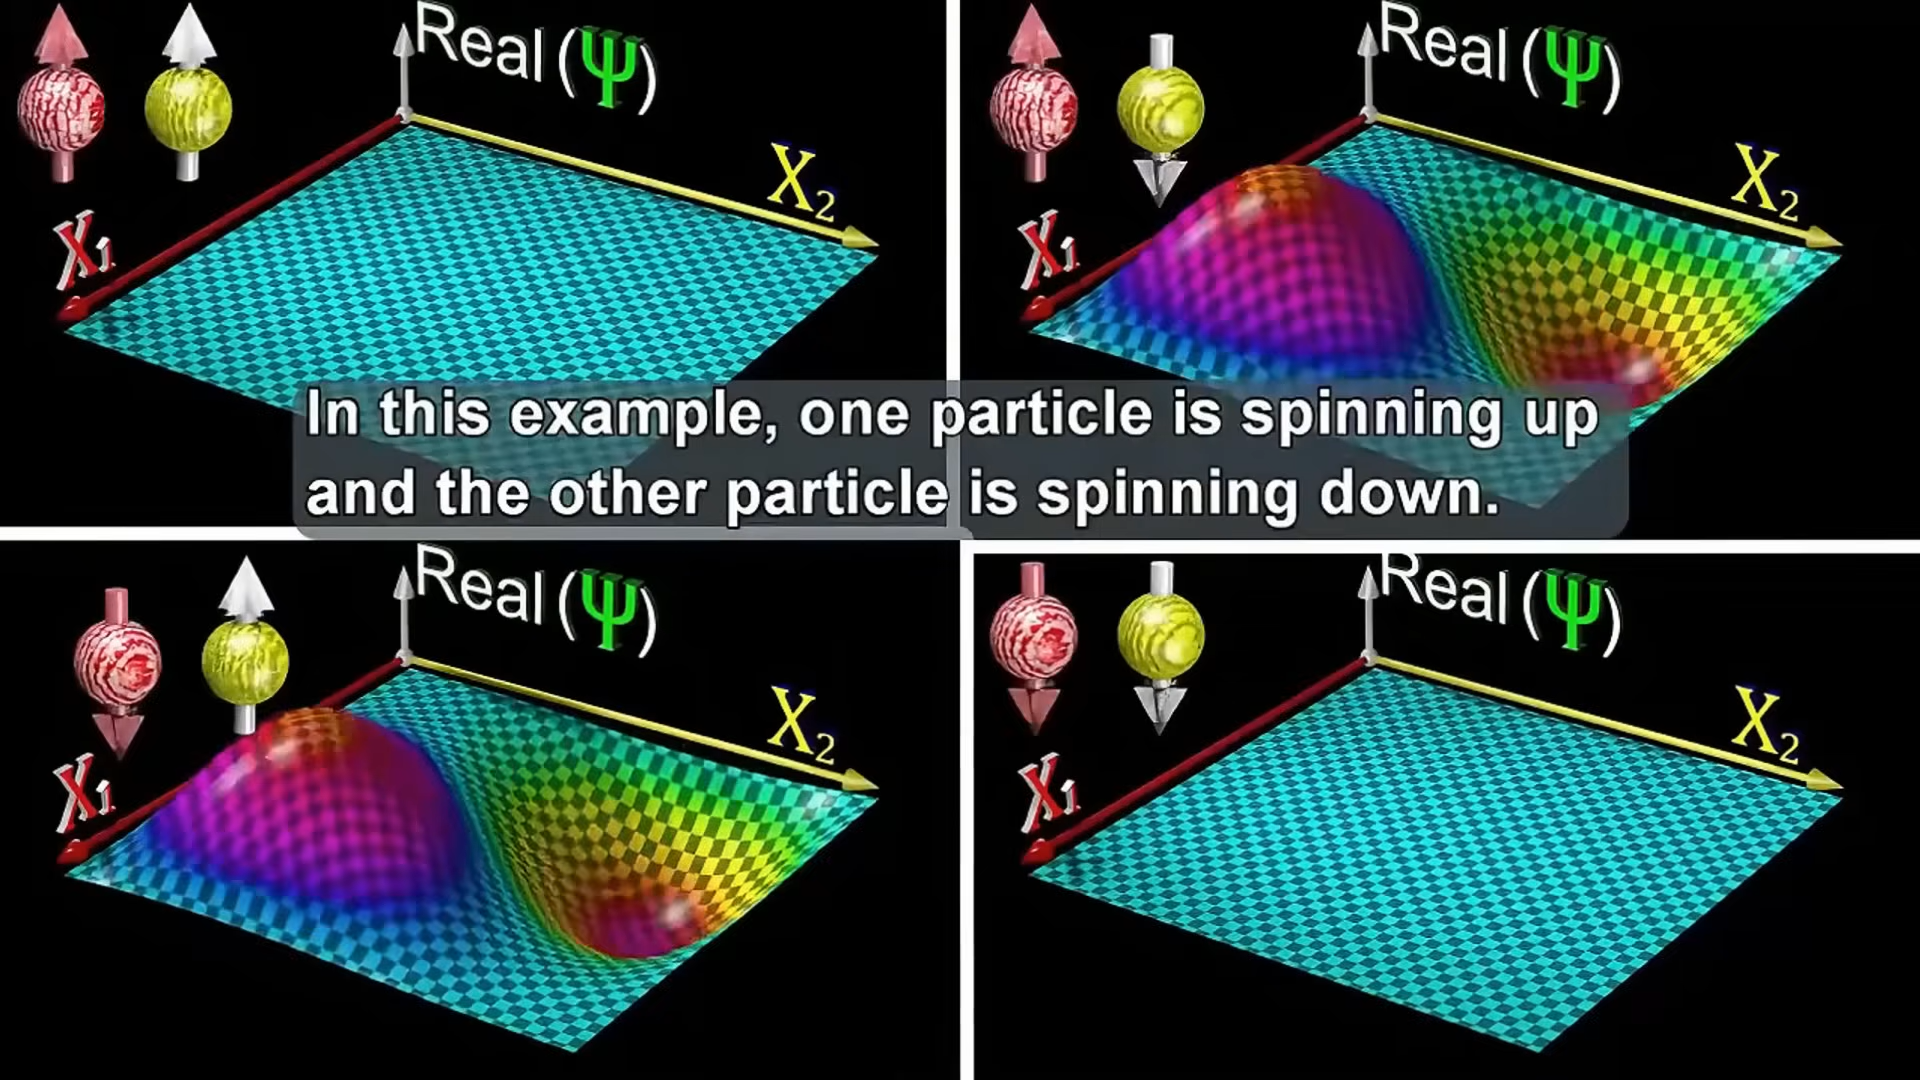 Real (Ψ)
X₂
X₁
Real (Ψ)
X₂
X₁
In this example, one particle is spinning up
and the other particle is spinning down.
Real (Ψ)
X₂
X₁
Real (Ψ)
X₂
X₁